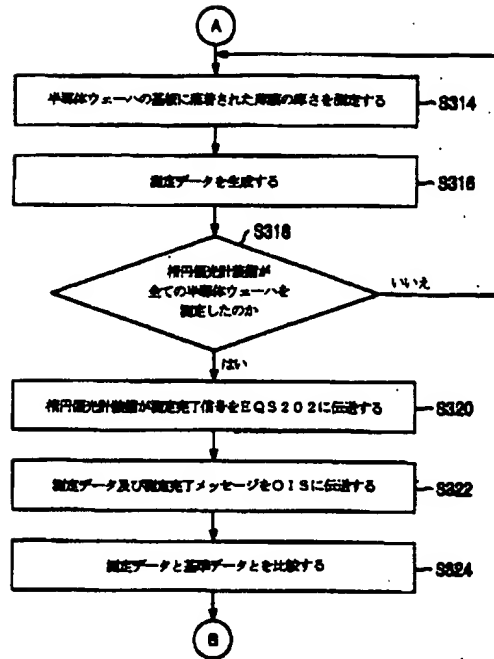 A
半導体ウェーハの基板に蒸着された薄膜の厚さを測定する
S314
測定データを生成する
S316
S318
楕円偏光計装備が
全ての半導体ウェーハを
測定したのか
いいえ
はい
楕円偏光計装備が測定完了信号をEQS202に伝送する
S320
測定データ及び測定完了メッセージをOISに伝送する
S322
測定データと基準データとを比較する
S324
B